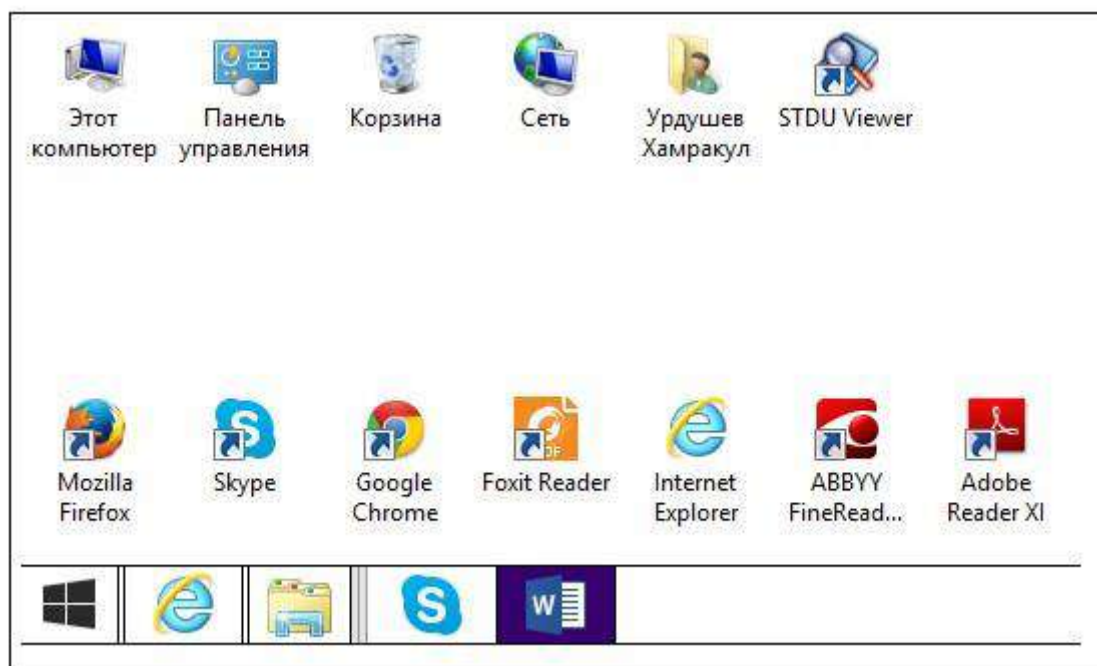 Этот Панель Корзина Сеть Урдушев STDU Viewer
компьютер управления Хамракул
Mozilla Skype Google Foxit Reader Internet ABBYY Adobe
Firefox Chrome Explorer FineRead... Reader XI